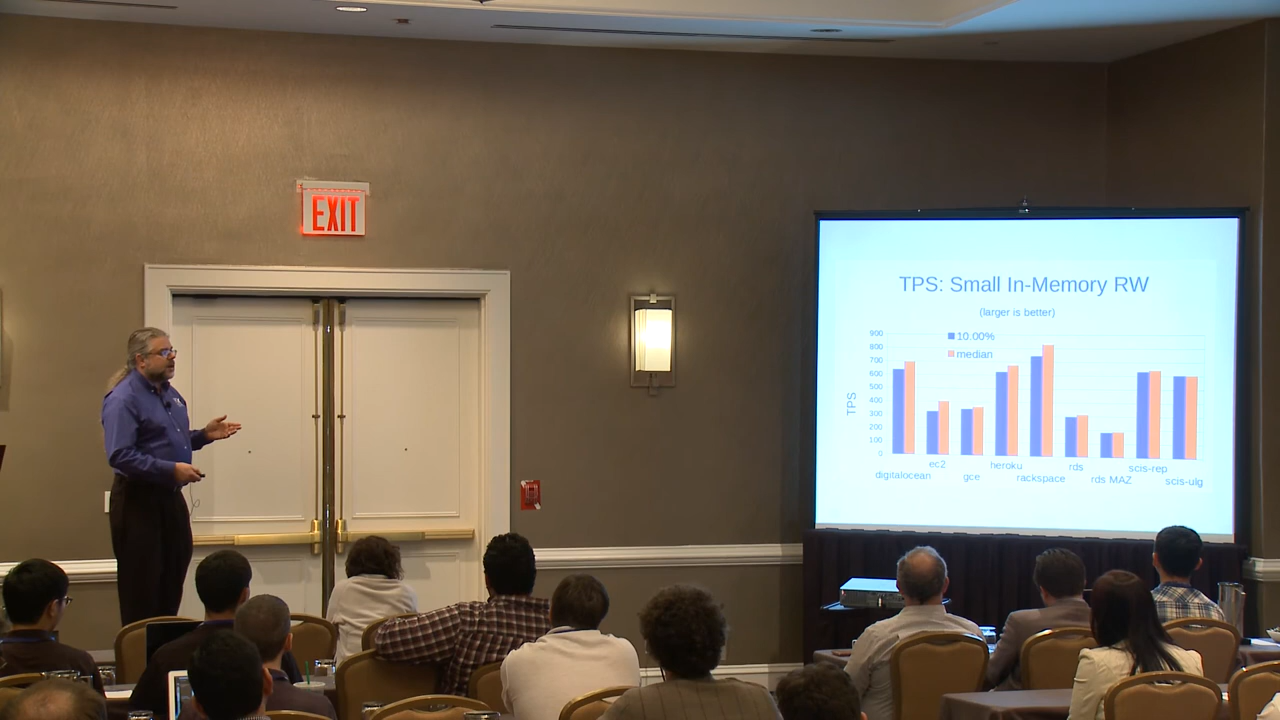 EXIT
TPS: Small In-Memory RW
(larger is better)
900
800
700
600
500
400
300
200
100
0
TPS
10.00%
median
digitalocean
ec2
gce
heroku
rackspace
rds
rds MAZ
scis-rep
scis-ulg